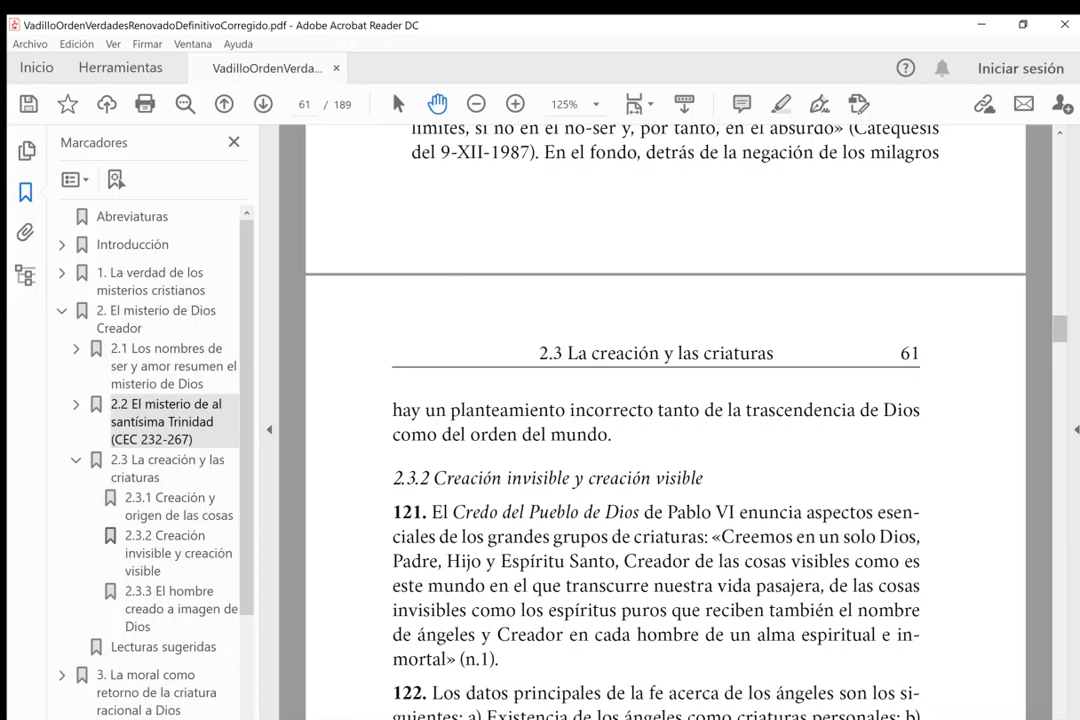 VadilloOrdenVerdadesRenovadoDefinitivoCorregido.pdf - Adobe Acrobat Reader DC
Archivo Edición Ver Firmar Ventana Ayuda
Inicio Herramientas VadilloOrdenVerda... × Iniciar sesión
61 / 189 125%
Marcadores
Abreviaturas
Introducción
1. La verdad de los
misterios cristianos
2. El misterio de Dios
Creador
2.1 Los nombres de
ser y amor resumen el
misterio de Dios
2.2 El misterio de al
santísima Trinidad
(CEC 232-267)
2.3 La creación y las
criaturas
2.3.1 Creación y
origen de las cosas
2.3.2 Creación
invisible y creación
visible
2.3.3 El hombre
creado a imagen de
Dios
Lecturas sugeridas
3. La moral como
retorno de la criatura
racional a Dios
límites, si no en el no-ser y, por tanto, en el absurdo» (Catequesis
del 9-XII-1987). En el fondo, detrás de la negación de los milagros
2.3 La creación y las criaturas 61
hay un planteamiento incorrecto tanto de la trascendencia de Dios
como del orden del mundo.
2.3.2 Creación invisible y creación visible
121. El Credo del Pueblo de Dios de Pablo VI enuncia aspectos esen-
ciales de los grandes grupos de criaturas: «Creemos en un solo Dios,
Padre, Hijo y Espíritu Santo, Creador de las cosas visibles como es
este mundo en el que transcurre nuestra vida pasajera, de las cosas
invisibles como los espíritus puros que reciben también el nombre
de ángeles y Creador en cada hombre de un alma espiritual e in-
mortal» (n.1).
122. Los datos principales de la fe acerca de los ángeles son los si-
guientes: a) Existencia de los ángeles como criaturas personales; b)